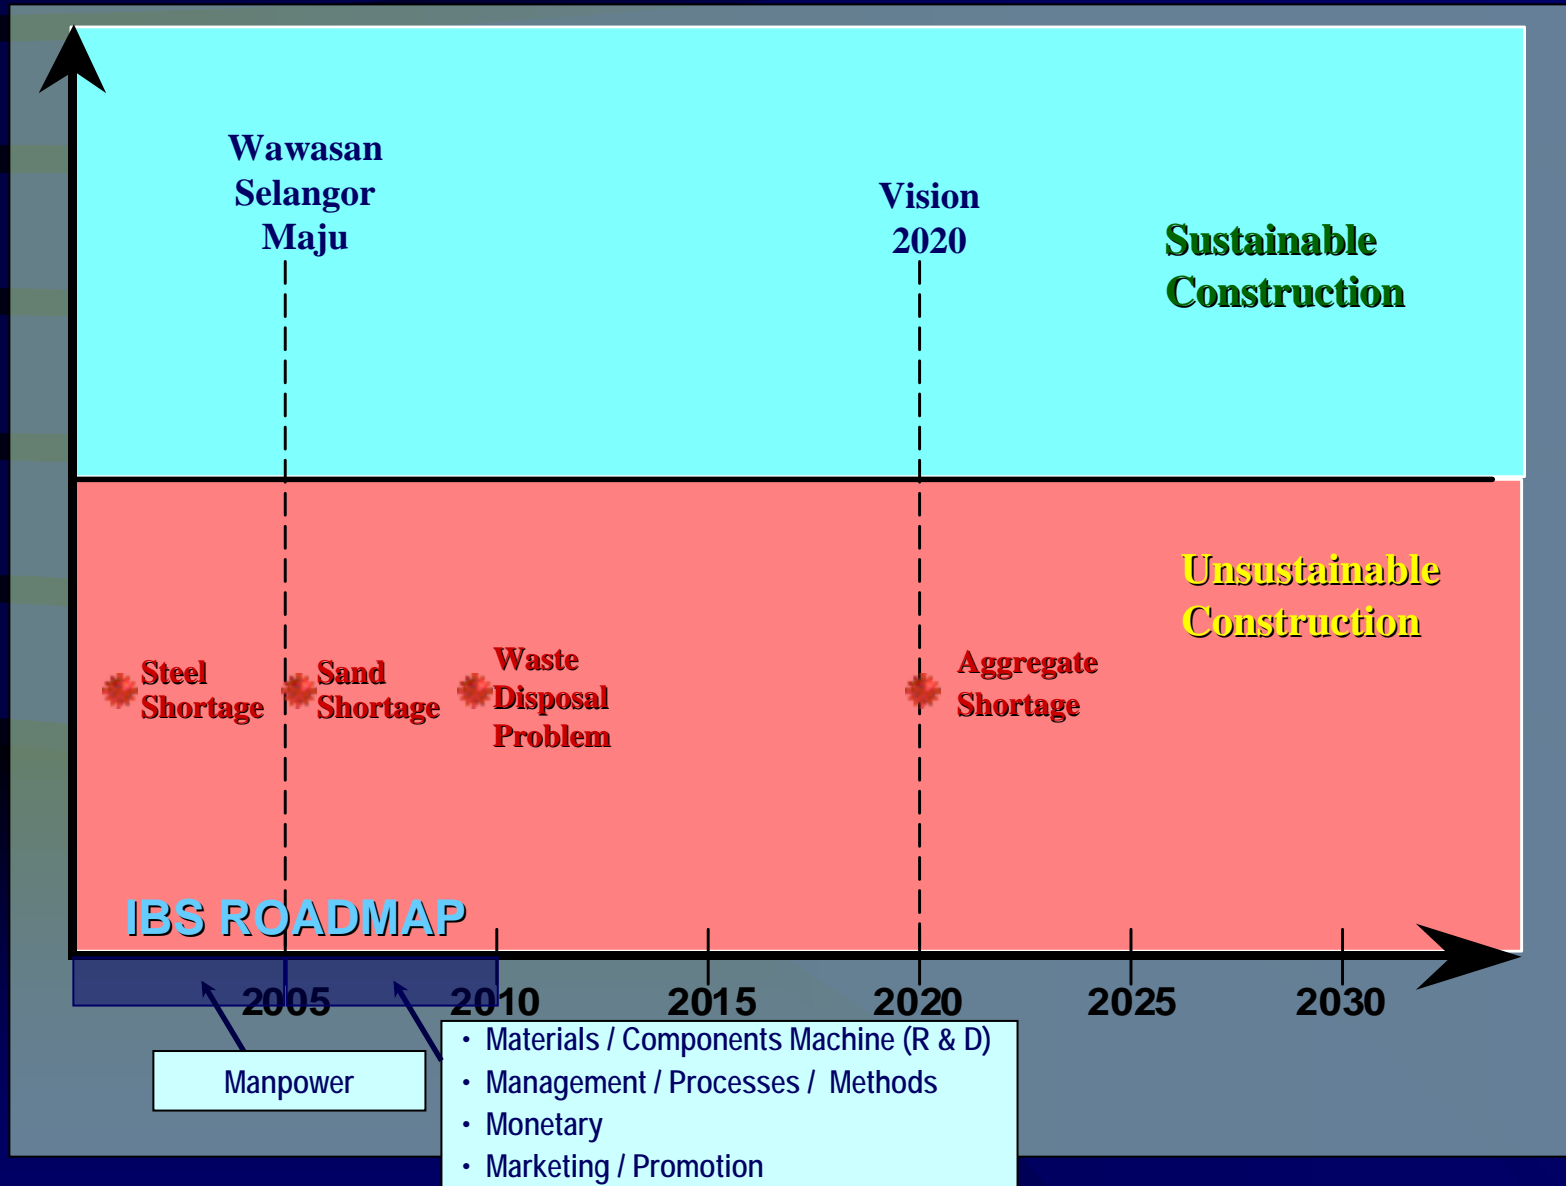 Wawasan
Selangor
Maju
Vision
2020
Sustainable
Construction
Unsustainable
Construction
Steel
Shortage
Sand
Shortage
Waste
Disposal
Problem
Aggregate
Shortage
IBS ROADMAP
2005 2010 2015 2020 2025 2030
Manpower
• Materials / Components Machine (R & D)
• Management / Processes / Methods
• Monetary
• Marketing / Promotion